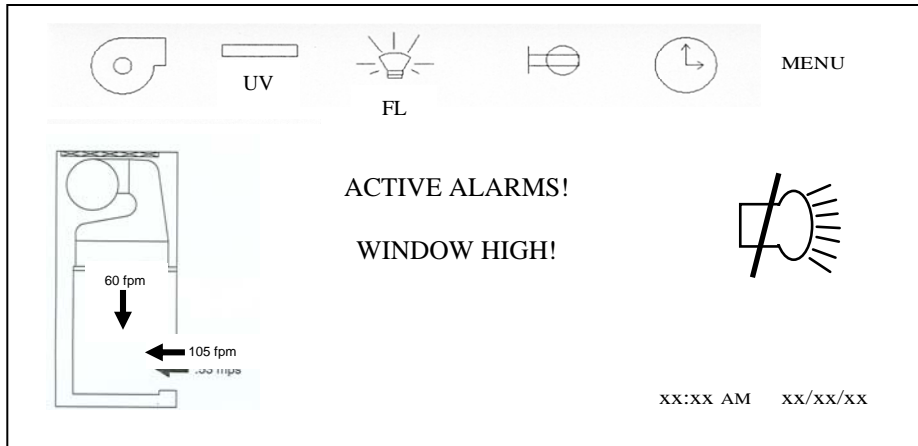 MENU
UV
FL
ACTIVE ALARMS!
WINDOW HIGH!
60 fpm
105 fpm
xx:xx AM xx/xx/xx